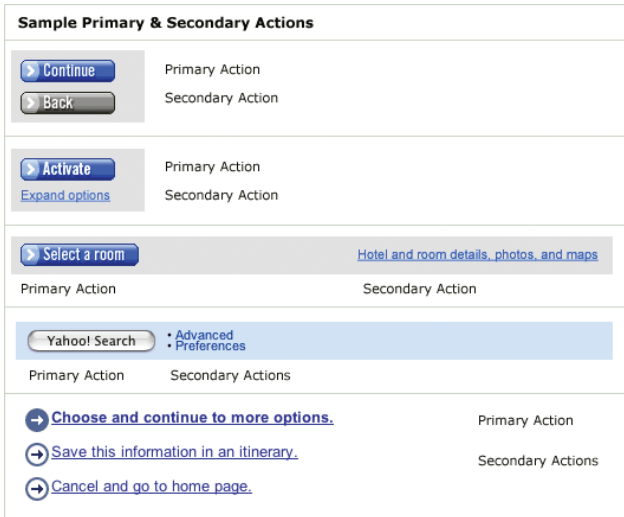 Sample Primary & Secondary Actions
Continue Primary Action
Back Secondary Action
Activate Primary Action
Expand options Secondary Action
Select a room Hotel and room details, photos, and maps
Primary Action Secondary Action
Yahoo! Search • Advanced
• Preferences
Primary Action Secondary Actions
Choose and continue to more options. Primary Action
Save this information in an itinerary. Secondary Actions
Cancel and go to home page.